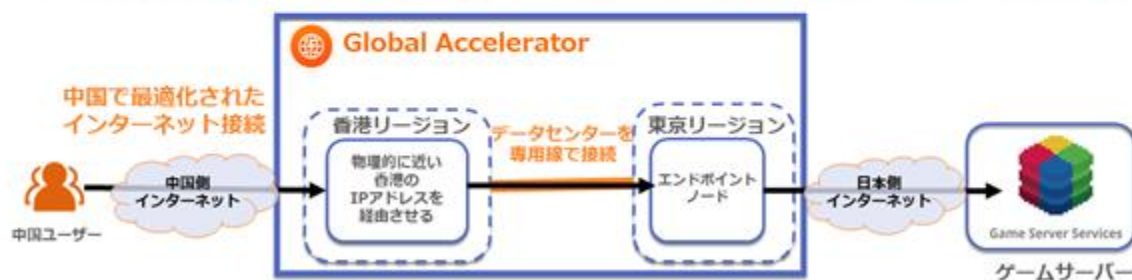 Global Accelerator
中国で最適化された
インターネット接続
香港リージョン
データセンターを
専用線で接続
東京リージョン
物理的に近い
香港の
IPアドレスを
経由させる
エンドポイント
ノード
中国側
インターネット
日本側
インターネット
中国ユーザー
Game Server Services
ゲームサーバー